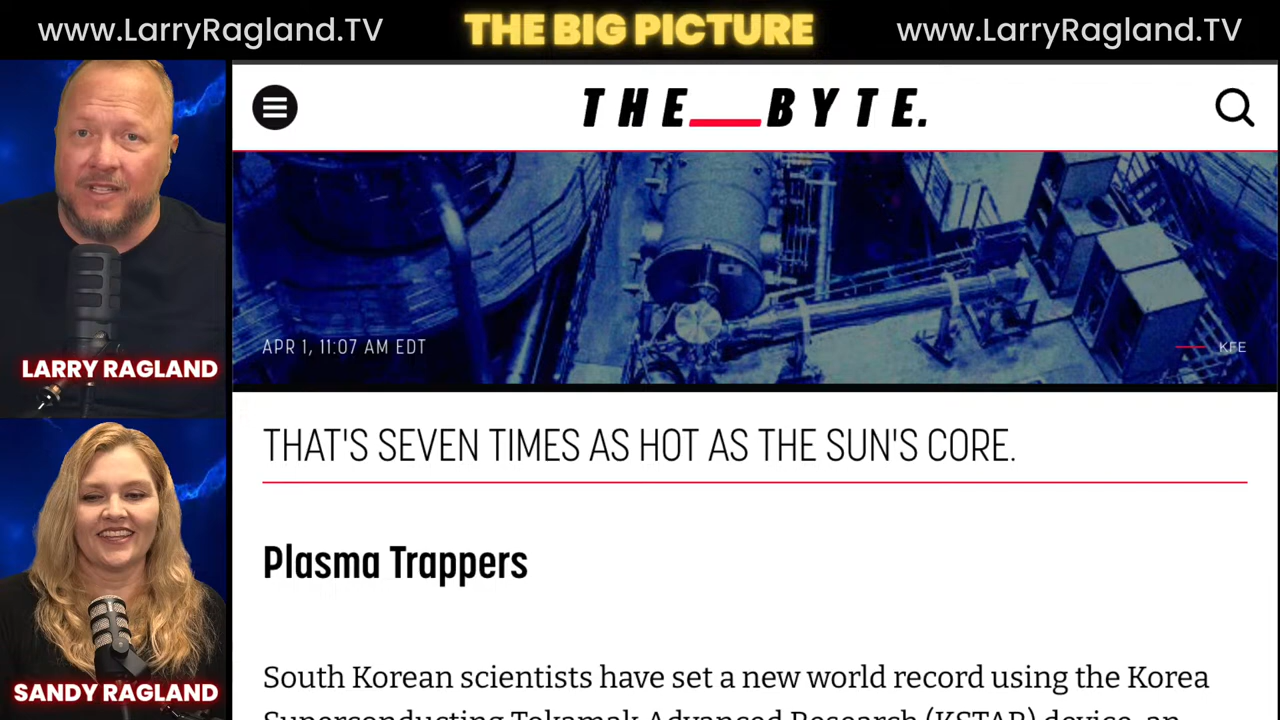 www.LarryRagland.TV
THE BIG PICTURE
www.LarryRagland.TV
THE__BYTE.
APR 1, 11:07 AM EDT
KFE
THAT'S SEVEN TIMES AS HOT AS THE SUN'S CORE.
Plasma Trappers
South Korean scientists have set a new world record using the Korea
Superconducting Tokamak Advanced Research (KSTAR) device, an
LARRY RAGLAND
SANDY RAGLAND